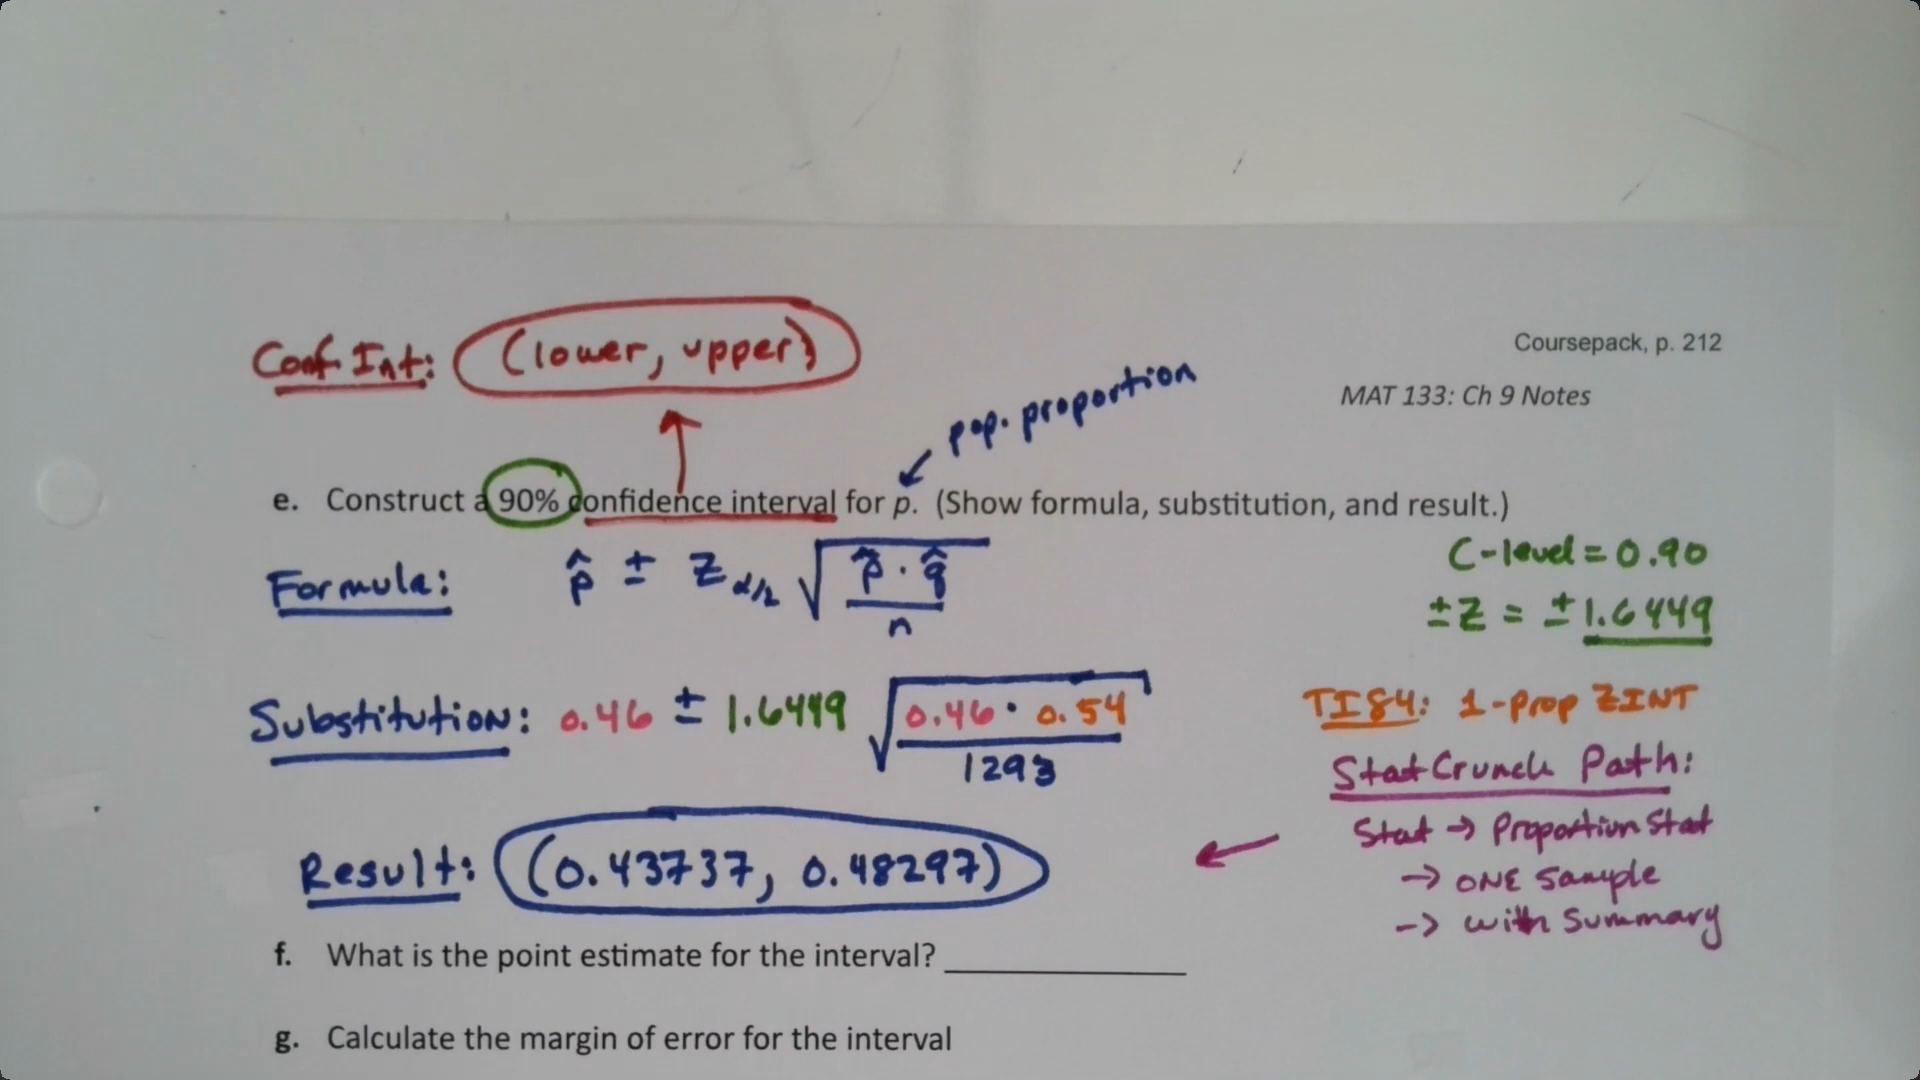 Conf Int: (lower, upper)
Coursepack, p. 212
MAT 133: Ch 9 Notes
pop. proportion
e. Construct a 90% confidence interval for p. (Show formula, substitution, and result.)
Formula: p̂ ± Z α/2 √ p̂ · q̂ / n
C-level = 0.90
±Z = ±1.6449
Substitution: 0.46 ± 1.6449 √ 0.46 · 0.54 / 1293
TI84: 1-Prop ZINT
StatCrunch Path:
Stat → Proportion Stat
→ ONE Sample
→ with Summary
Result: (0.43737, 0.48297)
f. What is the point estimate for the interval?
g. Calculate the margin of error for the interval